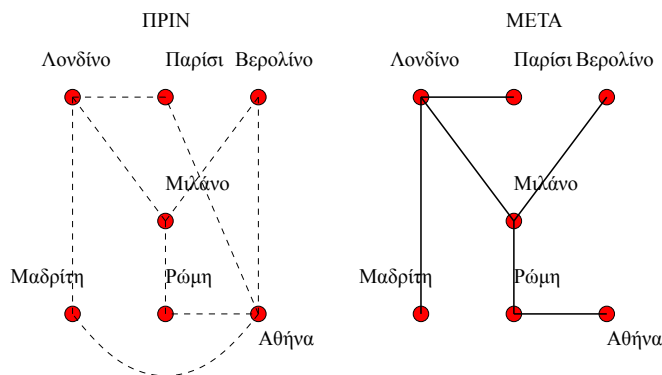 ΠΡΙΝ ΜΕΤΑ
Λονδίνο Παρίσι Βερολίνο Λονδίνο Παρίσι Βερολίνο
Μιλάνο Μιλάνο
Μαδρίτη Ρώμη Μαδρίτη Ρώμη
Αθήνα Αθήνα